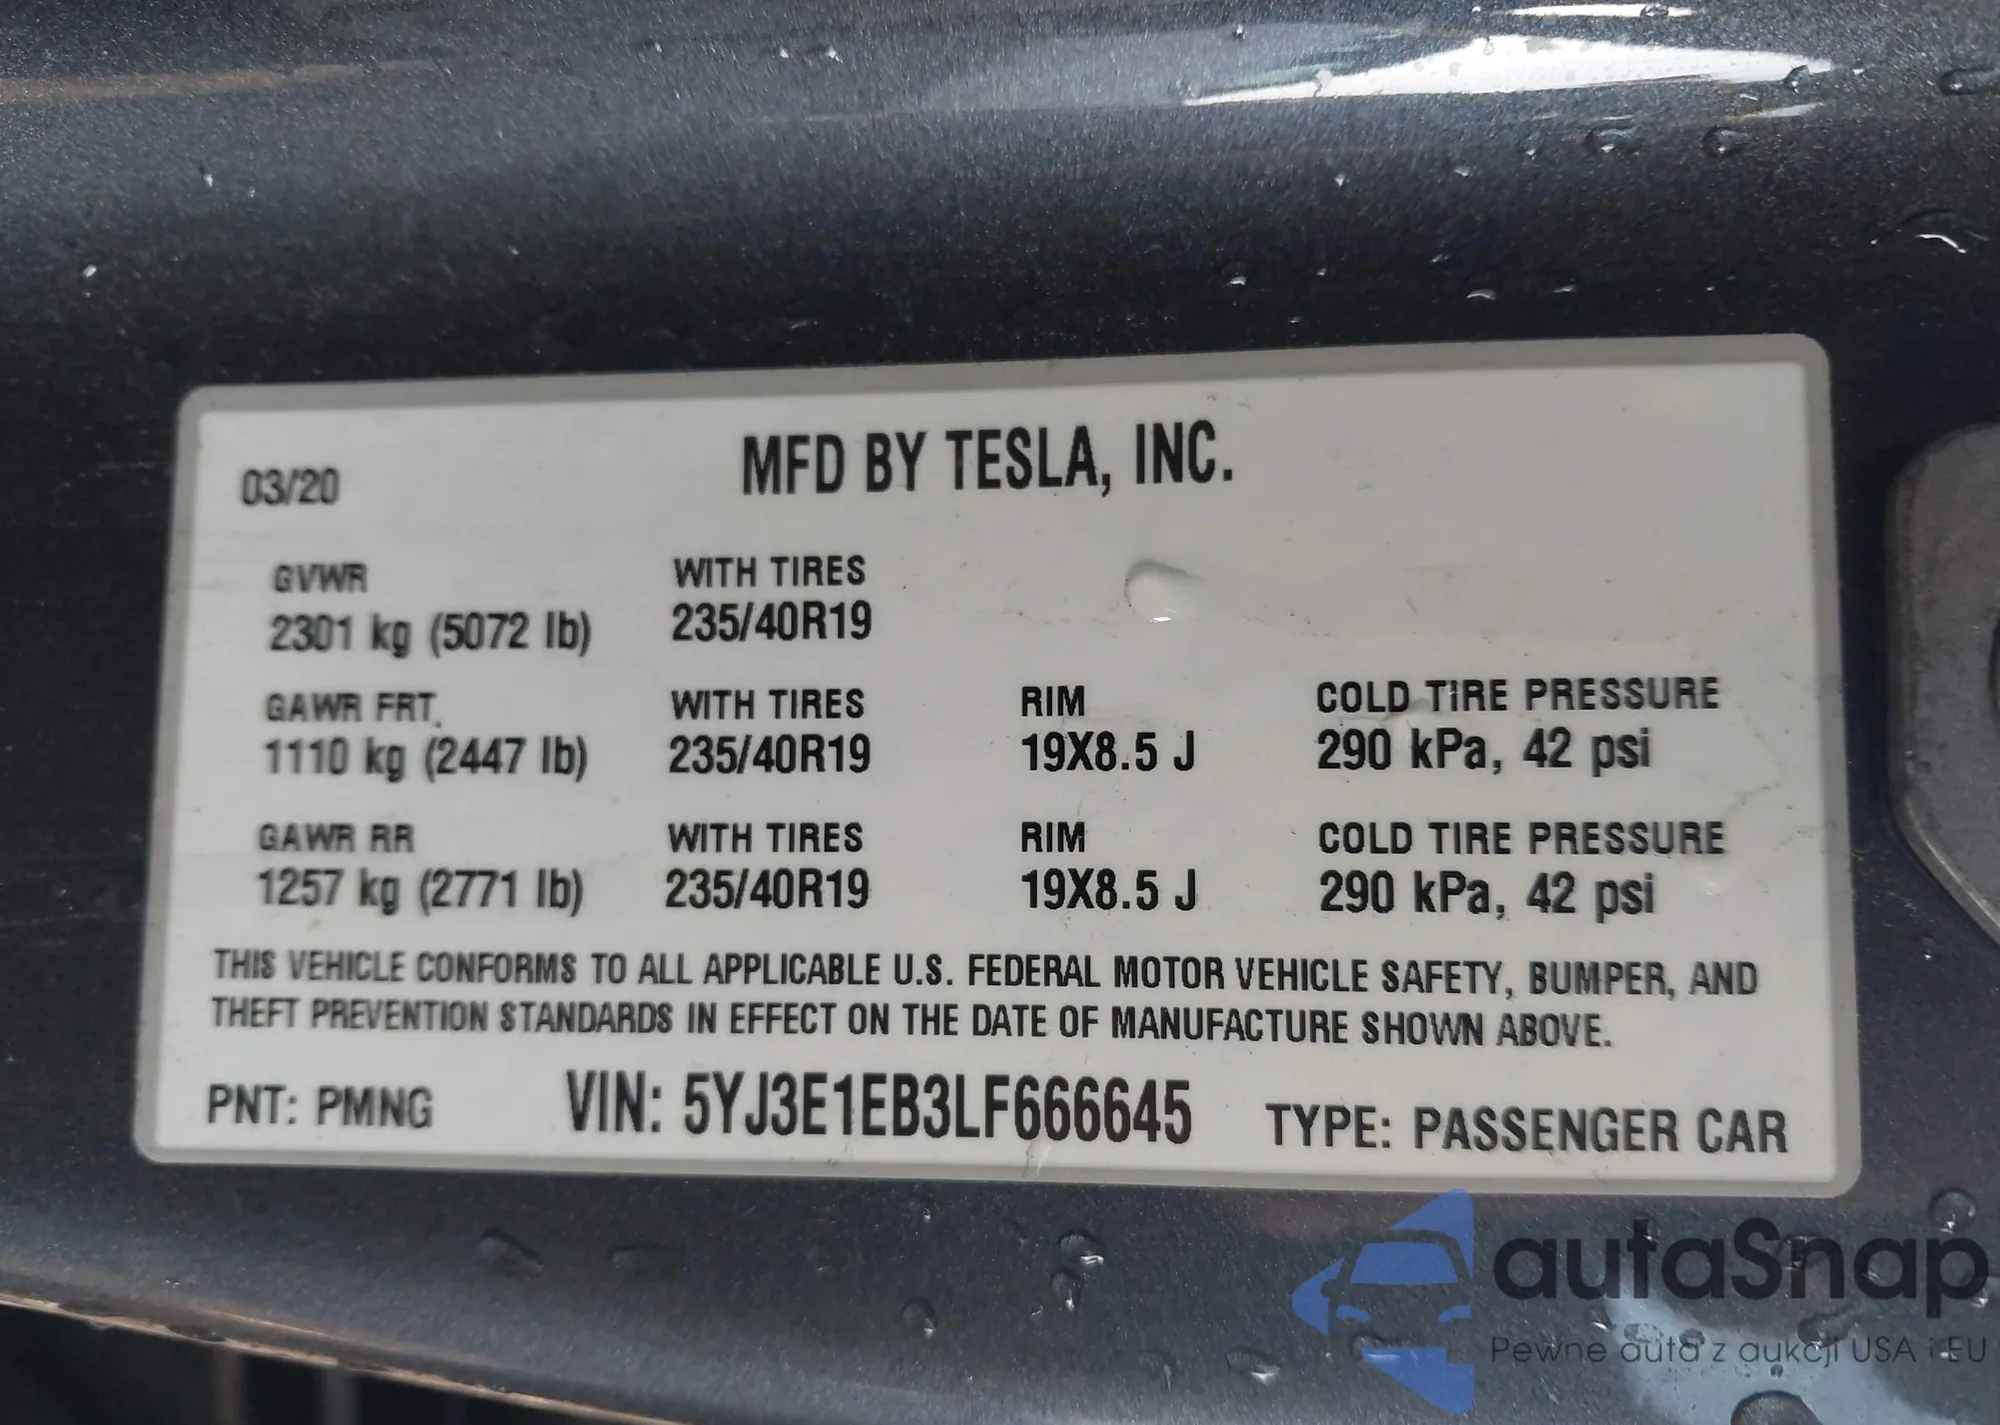 03/20 MFD BY TESLA, INC.
GVWR WITH TIRES
2301 kg (5072 lb) 235/40R19
GAWR FRT. WITH TIRES RIM COLD TIRE PRESSURE
1110 kg (2447 lb) 235/40R19 19X8.5 J 290 kPa, 42 psi
GAWR RR WITH TIRES RIM COLD TIRE PRESSURE
1257 kg (2771 lb) 235/40R19 19X8.5 J 290 kPa, 42 psi
THIS VEHICLE CONFORMS TO ALL APPLICABLE U.S. FEDERAL MOTOR VEHICLE SAFETY, BUMPER, AND
THEFT PREVENTION STANDARDS IN EFFECT ON THE DATE OF MANUFACTURE SHOWN ABOVE.
PNT: PMNG VIN: 5YJ3E1EB3LF666645 TYPE: PASSENGER CAR
autaSnap
Pewne auta z aukcji USA i EU